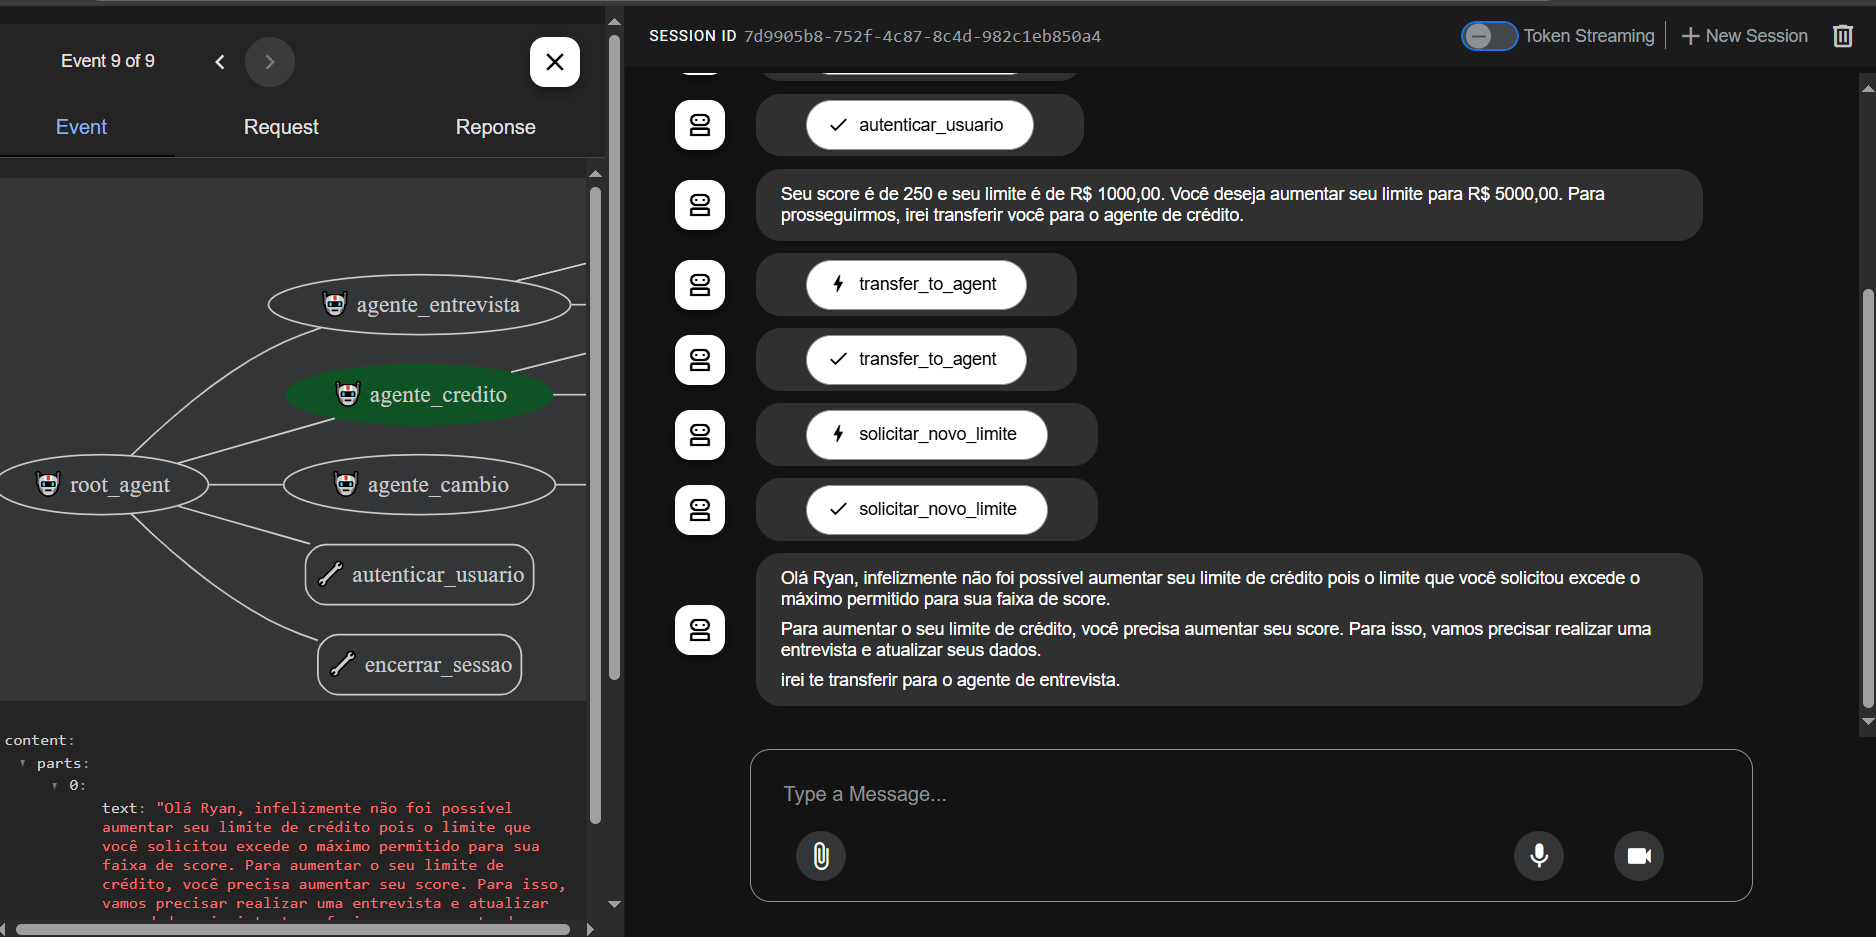 Event 9 of 9
Event
Request
Reponse
agente_entrevista
agente_credito
root_agent
agente_cambio
autenticar_usuario
encerrar_sessao
content:
parts:
0:
text: "Olá Ryan, infelizmente não foi possível
aumentar seu limite de crédito pois o limite que
você solicitou excede o máximo permitido para sua
faixa de score. Para aumentar o seu limite de
crédito, você precisa aumentar seu score. Para isso,
vamos precisar realizar uma entrevista e atualizar
SESSION ID 7d9905b8-752f-4c87-8c4d-982c1eb850a4
Token Streaming
New Session
autenticar_usuario
Seu score é de 250 e seu limite é de R$ 1000,00. Você deseja aumentar seu limite para R$ 5000,00. Para
prosseguirmos, irei transferir você para o agente de crédito.
transfer_to_agent
transfer_to_agent
solicitar_novo_limite
solicitar_novo_limite
Olá Ryan, infelizmente não foi possível aumentar seu limite de crédito pois o limite que você solicitou excede o
máximo permitido para sua faixa de score.
Para aumentar o seu limite de crédito, você precisa aumentar seu score. Para isso, vamos precisar realizar uma
entrevista e atualizar seus dados.
irei te transferir para o agente de entrevista.
Type a Message...